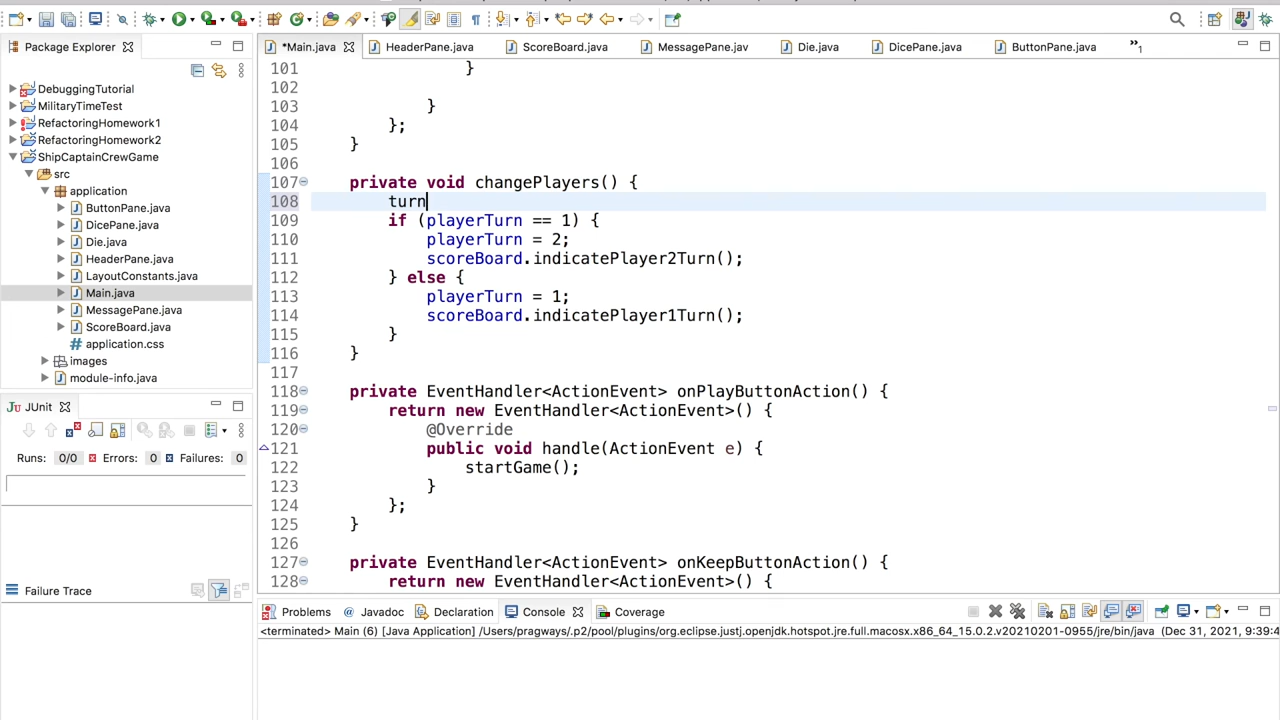 Package Explorer
*Main.java
HeaderPane.java
ScoreBoard.java
MessagePane.jav
Die.java
DicePane.java
ButtonPane.java
»1
DebuggingTutorial
MilitaryTimeTest
RefactoringHomework1
RefactoringHomework2
ShipCaptainCrewGame
src
application
ButtonPane.java
DicePane.java
Die.java
HeaderPane.java
LayoutConstants.java
Main.java
MessagePane.java
ScoreBoard.java
application.css
images
module-info.java
JUnit
Runs: 0/0 Errors: 0 Failures: 0
Failure Trace
101 }
102
103 }
104 };
105 }
106
107 private void changePlayers() {
108 turn
109 if (playerTurn == 1) {
110 playerTurn = 2;
111 scoreBoard.indicatePlayer2Turn();
112 } else {
113 playerTurn = 1;
114 scoreBoard.indicatePlayer1Turn();
115 }
116 }
117
118 private EventHandler<ActionEvent> onPlayButtonAction() {
119 return new EventHandler<ActionEvent>() {
120 @Override
121 public void handle(ActionEvent e) {
122 startGame();
123 }
124 };
125 }
126
127 private EventHandler<ActionEvent> onKeepButtonAction() {
128 return new EventHandler<ActionEvent>() {
Problems
@ Javadoc
Declaration
Console
Coverage
<terminated> Main (6) [Java Application] /Users/pragways/.p2/pool/plugins/org.eclipse.justj.openjdk.hotspot.jre.full.macosx.x86_64_15.0.2.v20210201-0955/jre/bin/java (Dec 31, 2021, 9:39:4